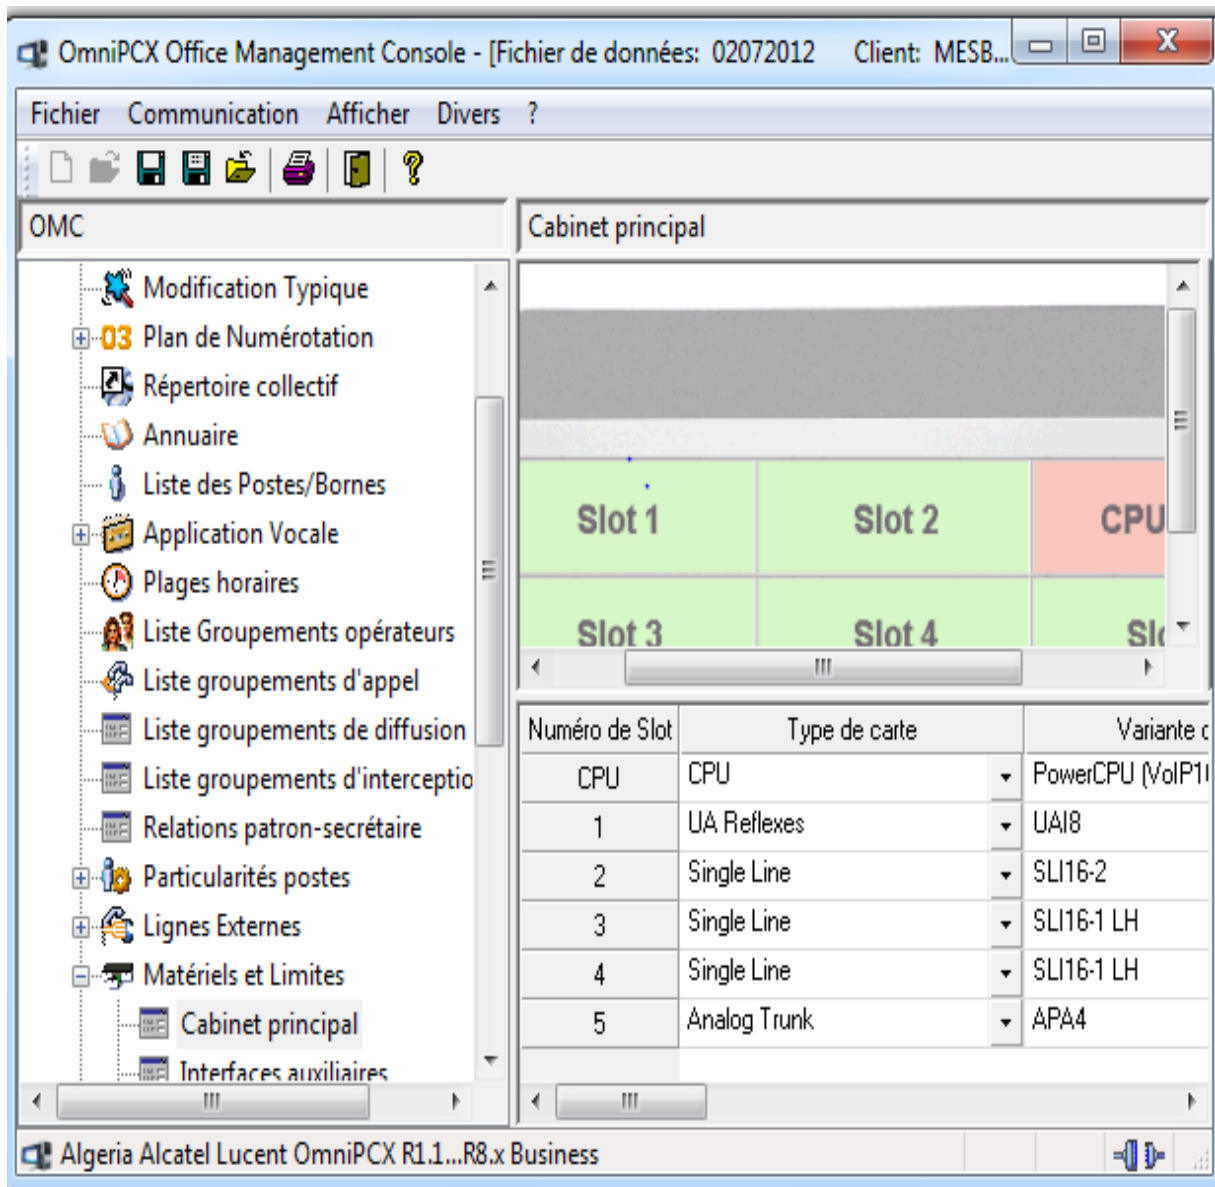 OmniPCX Office Management Console - [Fichier de données: 02072012 Client: MESB...
Fichier Communication Afficher Divers ?
OMC
Cabinet principal
Modification Typique
03 Plan de Numérotation
Répertoire collectif
Annuaire
Liste des Postes/Bornes
Application Vocale
Plages horaires
Liste Groupements opérateurs
Liste groupements d'appel
Liste groupements de diffusion
Liste groupements d'interceptio
Relations patron-secrétaire
Particularités postes
Lignes Externes
Matériels et Limites
Cabinet principal
Interfaces auxiliaires
Slot 1 Slot 2 CPU
Slot 3 Slot 4
Numéro de Slot Type de carte Variante
CPU CPU PowerCPU (VoIP1
1 UA Reflexes UAI8
2 Single Line SLI16-2
3 Single Line SLI16-1 LH
4 Single Line SLI16-1 LH
5 Analog Trunk APA4
Algeria Alcatel Lucent OmniPCX R1.1...R8.x Business